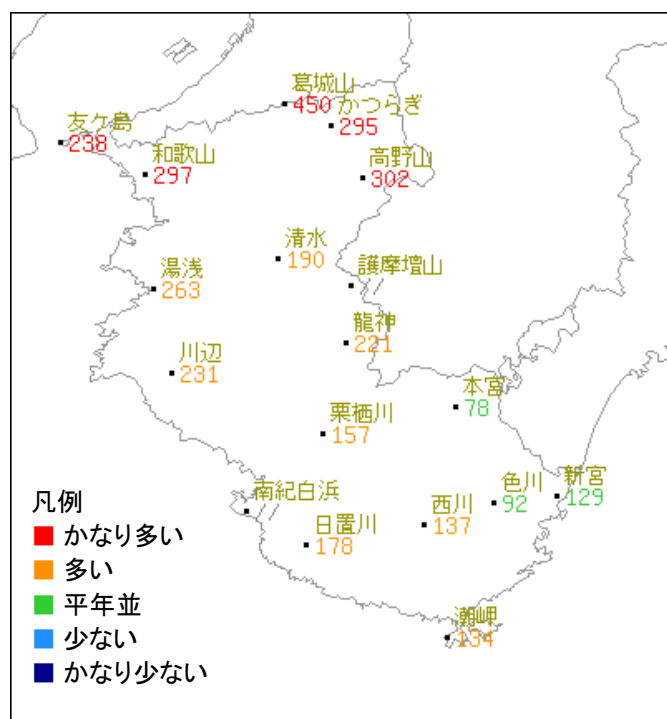 葛城山
450
かつらぎ
295
友ケ島
238
和歌山
297
高野山
302
清水
190
護摩壇山
//
湯浅
263
龍神
221
川辺
231
本宮
78
栗栖川
157
南紀白浜
//
日置川
178
西川
137
色川
92
新宮
129
潮岬
134
凡例
かなり多い
多い
平年並
少ない
かなり少ない